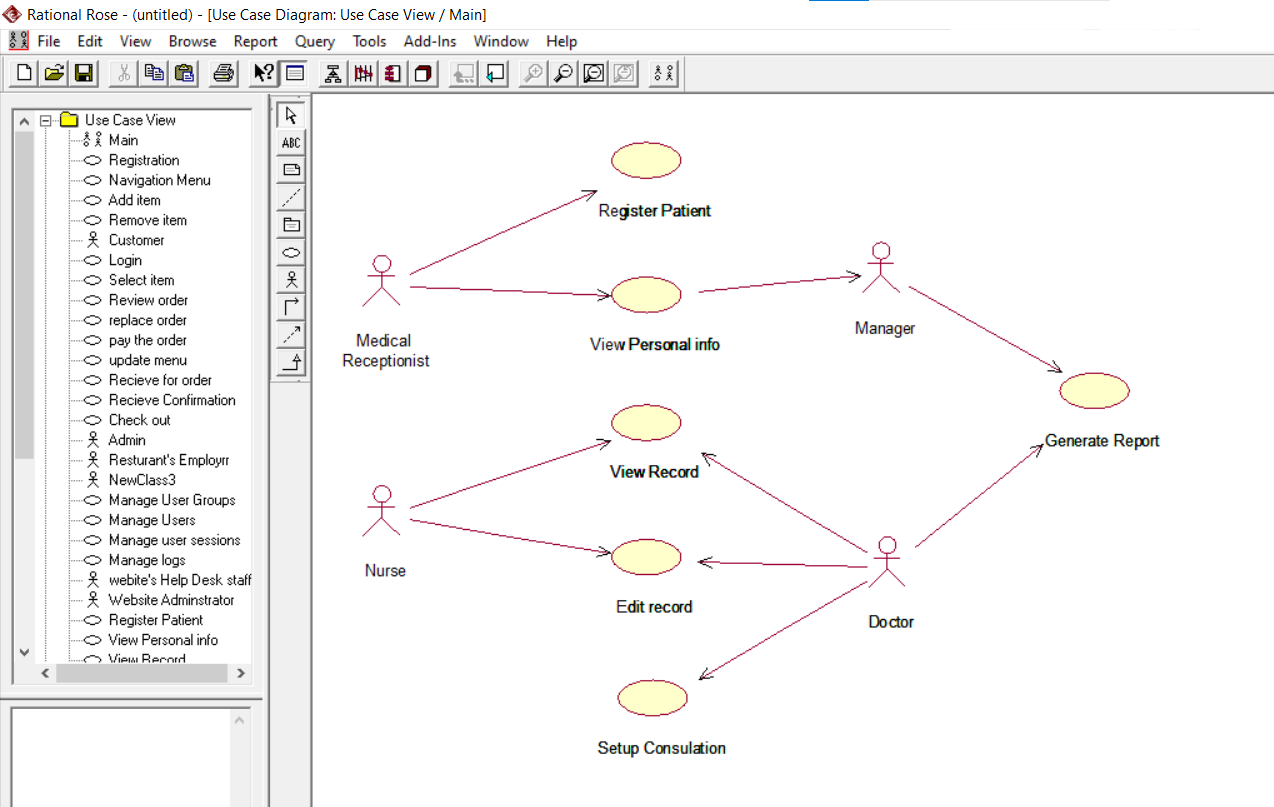 Rational Rose - (untitled) - [Use Case Diagram: Use Case View / Main]
File Edit View Browse Report Query Tools Add-Ins Window Help
Use Case View
Main
Registration
Navigation Menu
Add item
Remove item
Customer
Login
Select item
Review order
replace order
pay the order
update menu
Recieve for order
Recieve Confirmation
Check out
Admin
Resturant's Employrr
NewClass3
Manage User Groups
Manage Users
Manage user sessions
Manage logs
webite's Help Desk staff
Website Adminstrator
Register Patient
View Personal info
View Record
ABC
Register Patient
Medical
Receptionist
View Personal info
Manager
Generate Report
View Record
Nurse
Edit record
Doctor
Setup Consulation